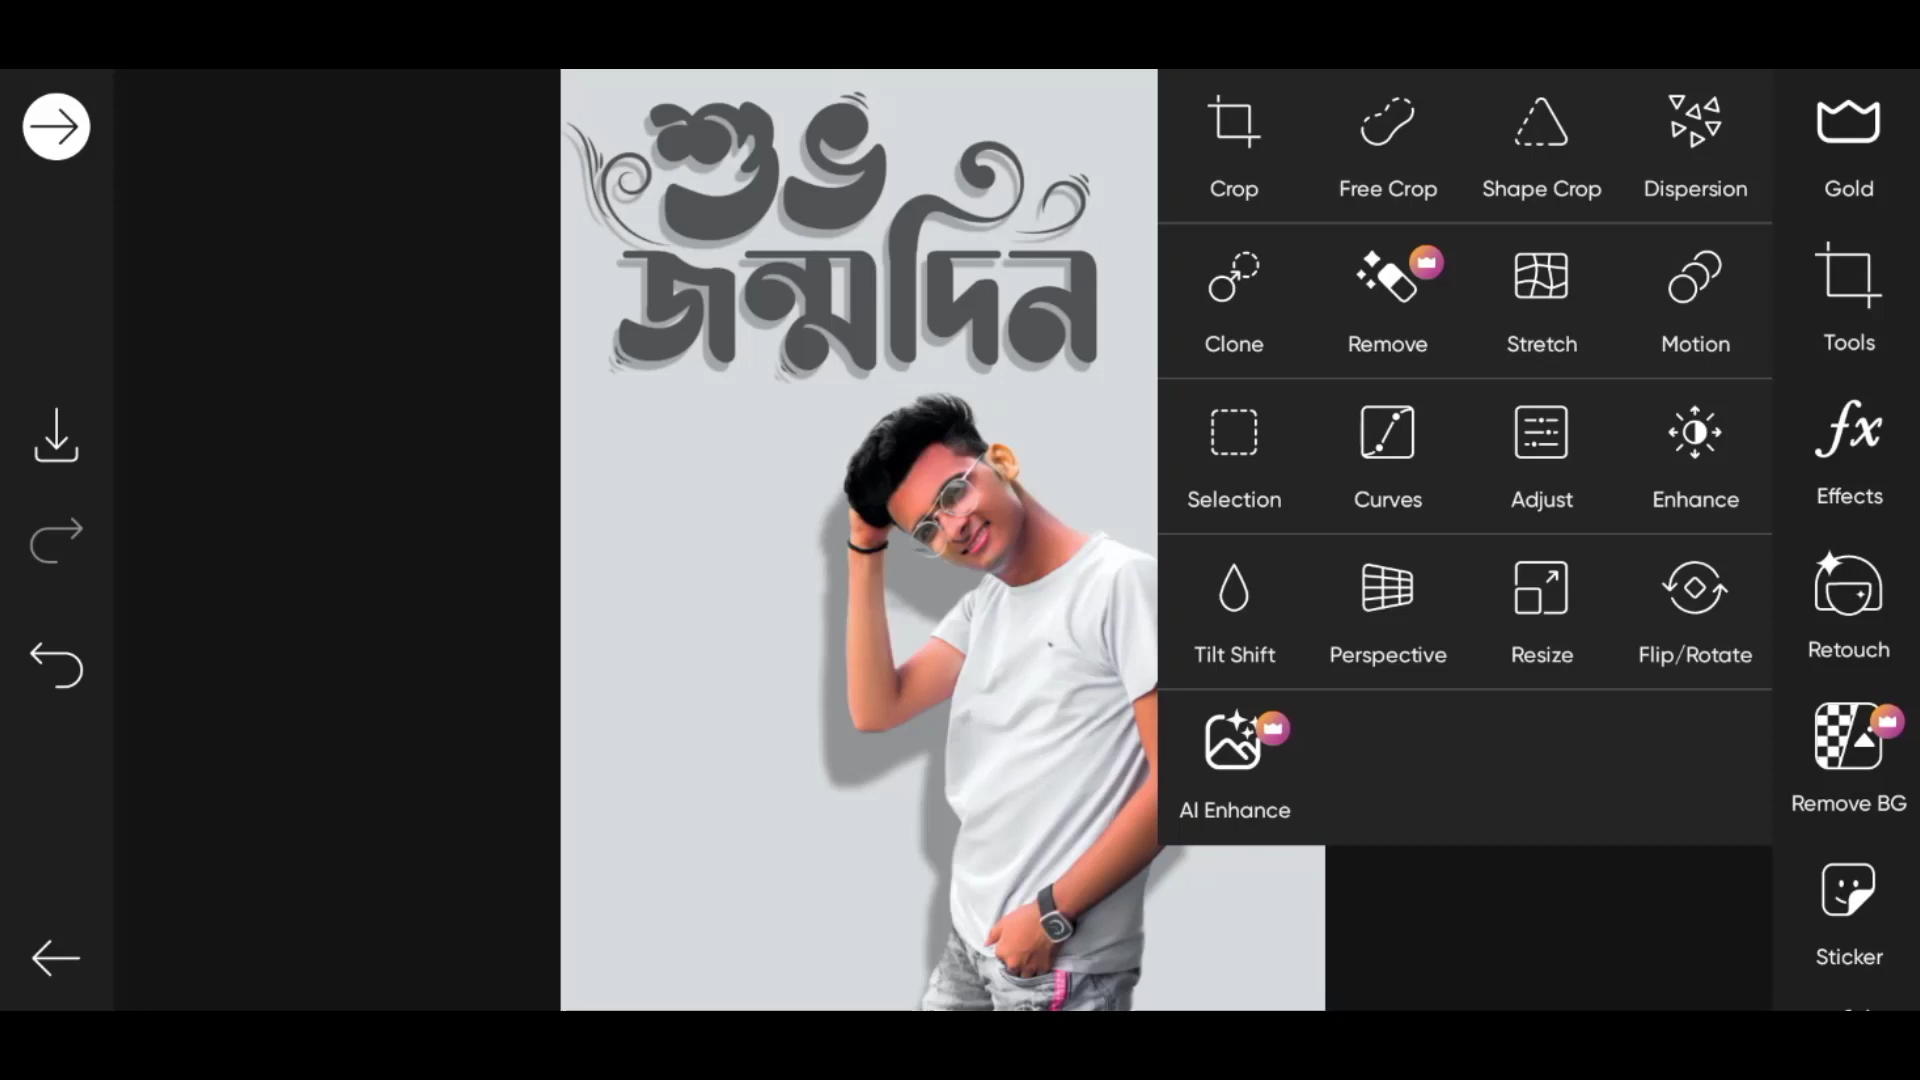 শুভ
জন্মদিন
Crop
Free Crop
Shape Crop
Dispersion
Clone
Remove
Stretch
Motion
Selection
Curves
Adjust
Enhance
Tilt Shift
Perspective
Resize
Flip/Rotate
AI Enhance
Gold
Tools
fx
Effects
Retouch
Remove BG
Sticker